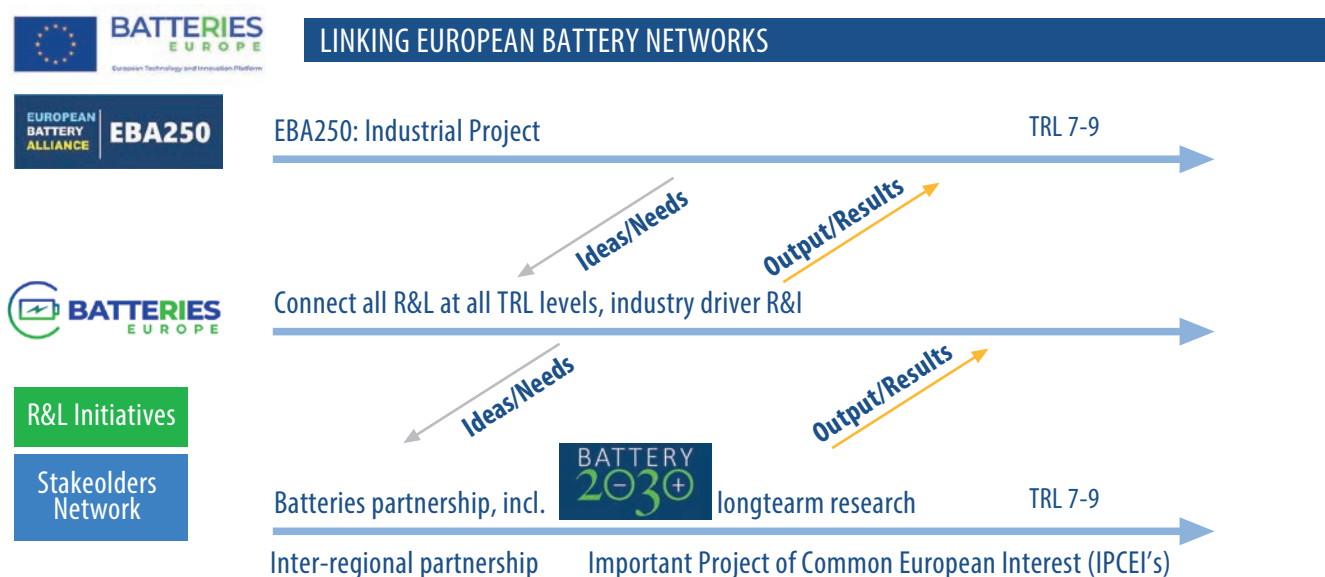 BATTERIES
EUROPE
European Technology and Innovation Platform
LINKING EUROPEAN BATTERY NETWORKS
EUROPEAN
BATTERY
ALLIANCE
EBA250
EBA250: Industrial Project
TRL 7-9
Ideas/Needs
Output/Results
BATTERIES
EUROPE
Connect all R&L at all TRL levels, industry driver R&I
Ideas/Needs
Output/Results
R&L Initiatives
Stakeolders
Network
Batteries partnership, incl.
BATTERY
2030
longtearm research
TRL 7-9
Inter-regional partnership
Important Project of Common European Interest (IPCEI's)